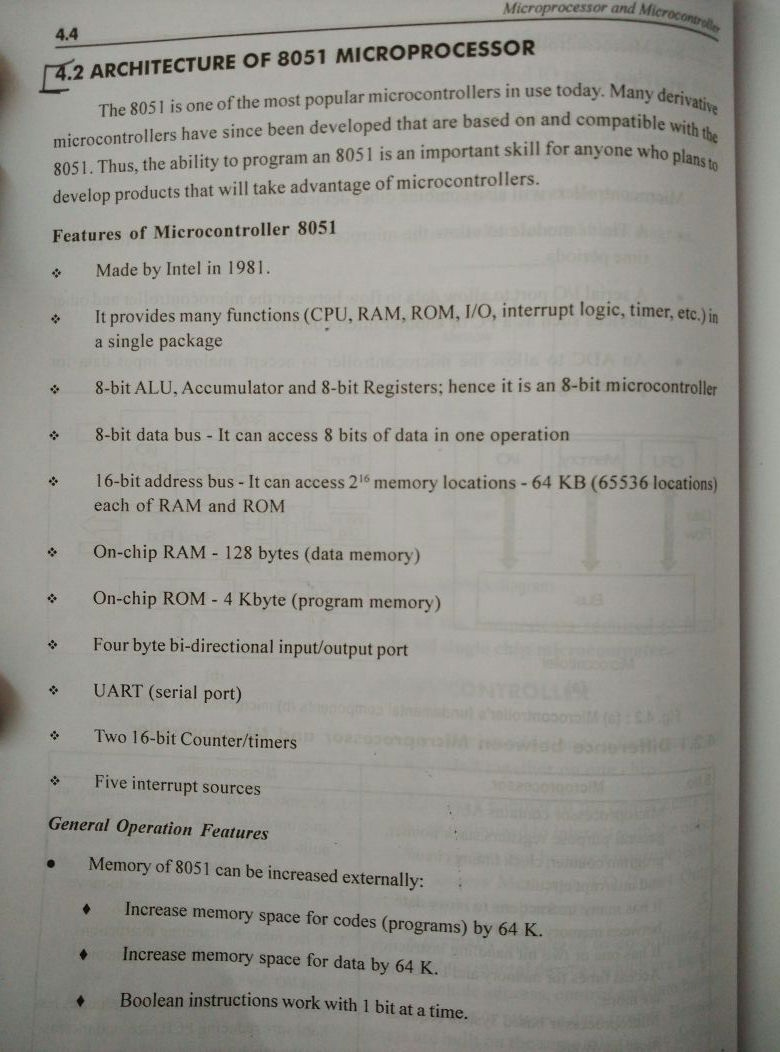 Microprocessor and Microcontroller
4.4
4.2 ARCHITECTURE OF 8051 MICROPROCESSOR
The 8051 is one of the most popular microcontrollers in use today. Many derivative
microcontrollers have since been developed that are based on and compatible with the
8051. Thus, the ability to program an 8051 is an important skill for anyone who plans to
develop products that will take advantage of microcontrollers.
Features of Microcontroller 8051
❖ Made by Intel in 1981.
❖ It provides many functions (CPU, RAM, ROM, I/O, interrupt logic, timer, etc.) in
a single package
❖ 8-bit ALU, Accumulator and 8-bit Registers; hence it is an 8-bit microcontroller
❖ 8-bit data bus - It can access 8 bits of data in one operation
❖ 16-bit address bus - It can access 2¹⁶ memory locations - 64 KB (65536 locations)
each of RAM and ROM
❖ On-chip RAM - 128 bytes (data memory)
❖ On-chip ROM - 4 Kbyte (program memory)
❖ Four byte bi-directional input/output port
❖ UART (serial port)
❖ Two 16-bit Counter/timers
❖ Five interrupt sources
General Operation Features
● Memory of 8051 can be increased externally:
♦ Increase memory space for codes (programs) by 64 K.
♦ Increase memory space for data by 64 K.
♦ Boolean instructions work with 1 bit at a time.